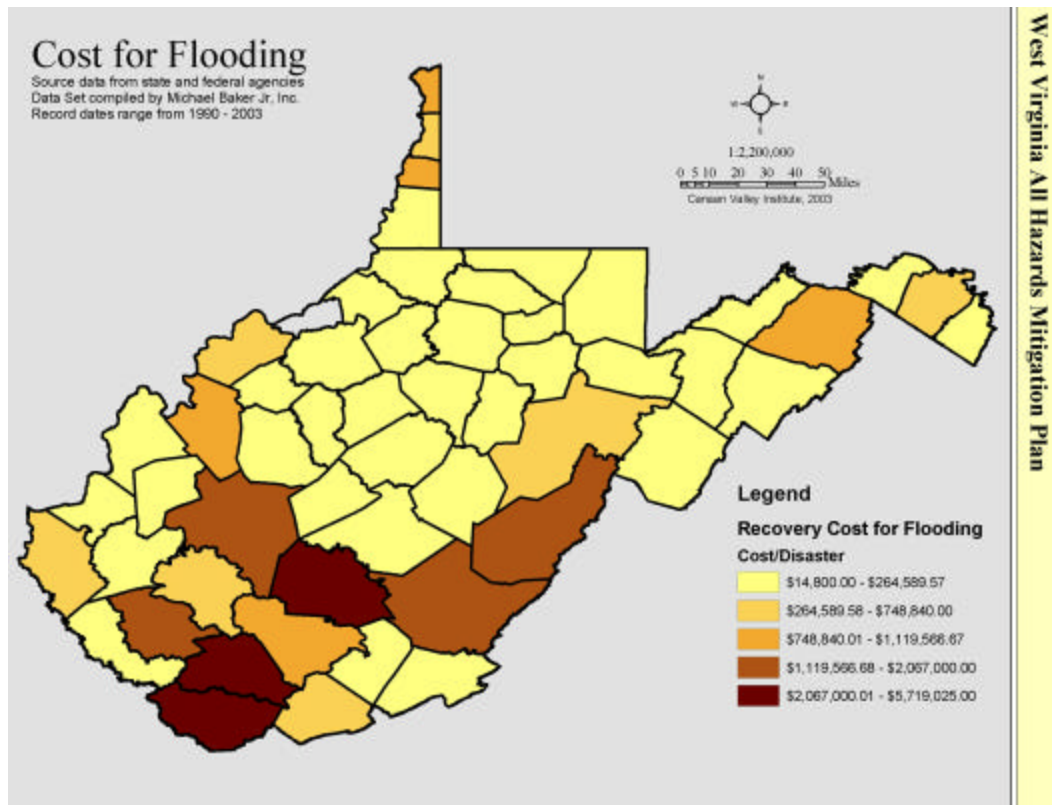 Cost for Flooding
Source data from state and federal agencies
Data Set compiled by Michael Baker Jr, Inc.
Record dates range from 1990 - 2003
N
W E
S
1:2,200,000
0 5 10 20 30 40 50
Miles
Canaan Valley Institute, 2003
West Virginia All Hazards Mitigation Plan
Legend
Recovery Cost for Flooding
Cost/Disaster
$14,800.00 - $264,589.57
$264,589.58 - $748,840.00
$748,840.01 - $1,119,566.67
$1,119,566.68 - $2,067,000.00
$2,067,000.01 - $5,719,025.00